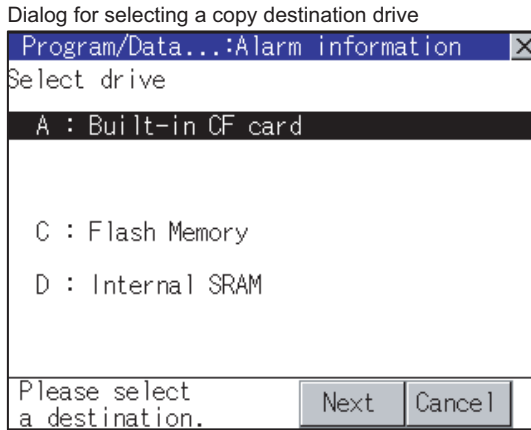 Dialog for selecting a copy destination drive
Program/Data...:Alarm information
Select drive
A : Built-in CF card
C : Flash Memory
D : Internal SRAM
Please select
a destination.
Next
Cancel